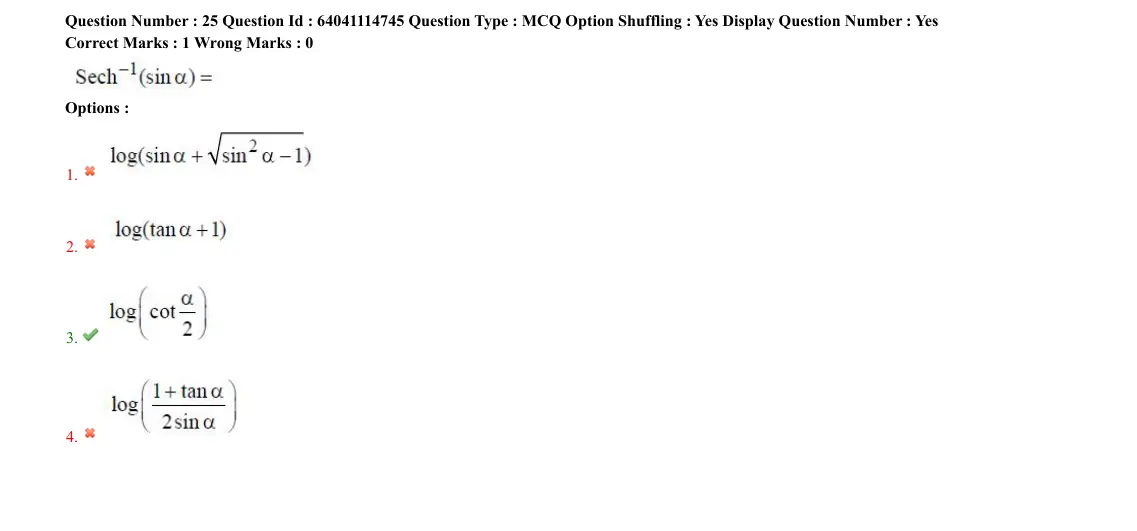 Question Number : 25 Question Id : 64041114745 Question Type : MCQ Option Shuffling : Yes Display Question Number : Yes
Correct Marks : 1 Wrong Marks : 0
Sech⁻¹(sin α) =
Options :
1. ✖ log(sin α + √(sin² α − 1))
2. ✖ log(tan α + 1)
3. ✔ log(cot α/2)
4. ✖ log((1 + tan α)/(2 sin α))